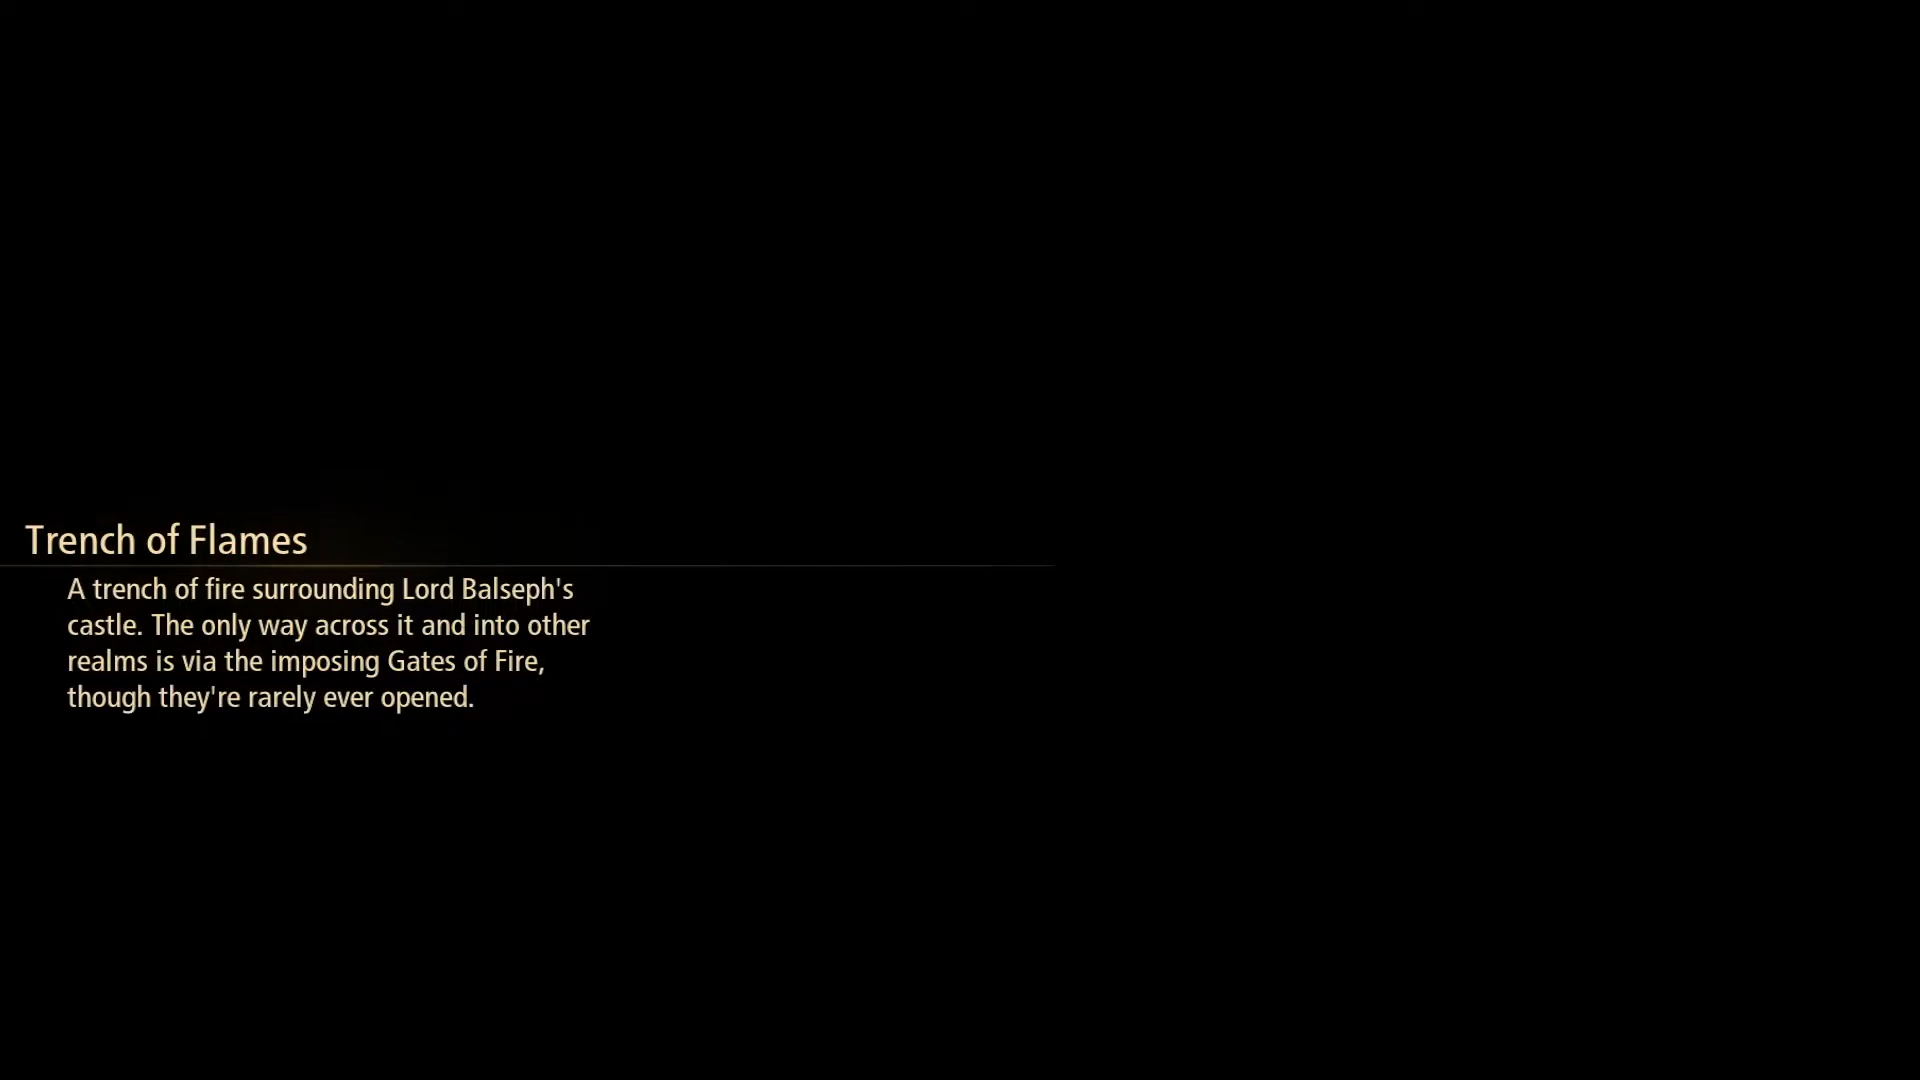 Trench of Flames
A trench of fire surrounding Lord Balseph's
castle. The only way across it and into other
realms is via the imposing Gates of Fire,
though they're rarely ever opened.